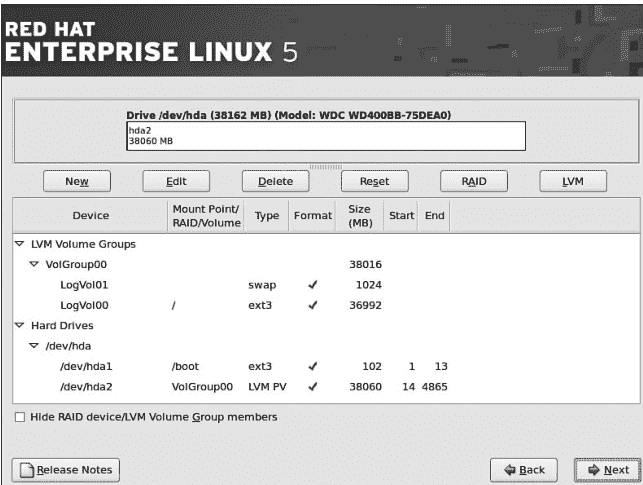 RED HAT
ENTERPRISE LINUX 5
Drive /dev/hda (38162 MB) (Model: WDC WD400BB-75DEA0)
hda2
38060 MB
New Edit Delete Reset RAID LVM
Device Mount Point/ RAID/Volume Type Format Size (MB) Start End
LVM Volume Groups
VolGroup00 38016
LogVol01 swap ✓ 1024
LogVol00 / ext3 ✓ 36992
Hard Drives
/dev/hda
/dev/hda1 /boot ext3 ✓ 102 1 13
/dev/hda2 VolGroup00 LVM PV ✓ 38060 14 4865
Hide RAID device/LVM Volume Group members
Release Notes Back Next